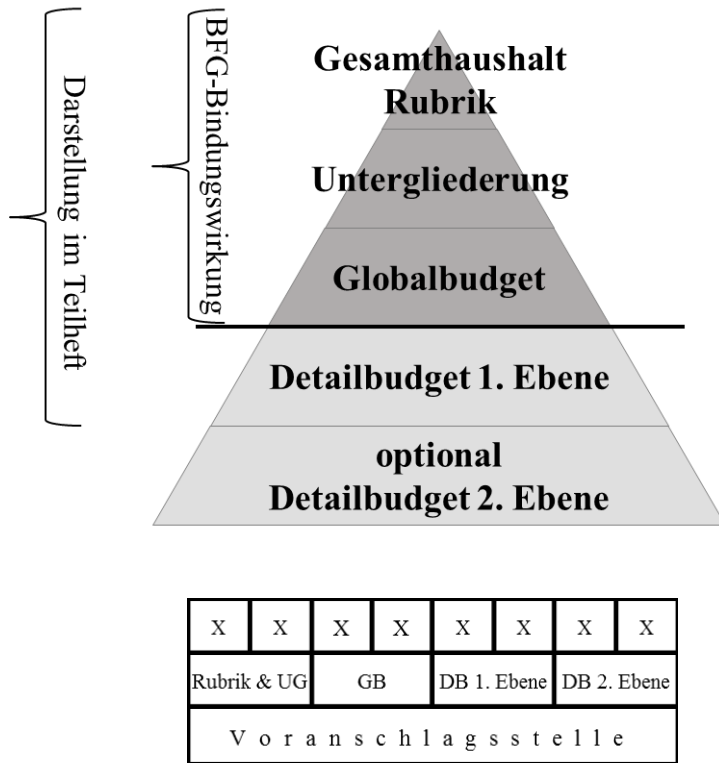 Darstellung im Teilheft
BFG-Bindungswirkung
Gesamthaushalt
Rubrik
Untergliederung
Globalbudget
Detailbudget 1. Ebene
optional
Detailbudget 2. Ebene
X X X X X X X X
Rubrik & UG GB DB 1. Ebene DB 2. Ebene
V o r a n s c h l a g s s t e l l e